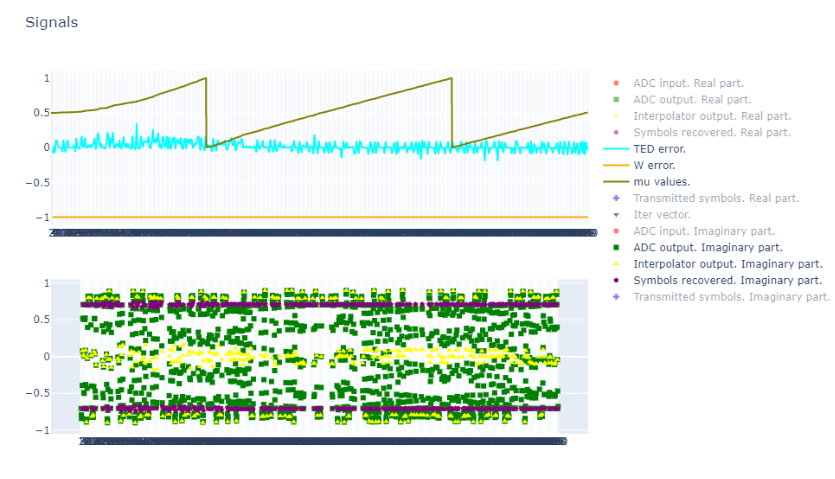 Signals
1
0.5
0
−0.5
−1
1
0.5
0
−0.5
−1
ADC input. Real part.
ADC output. Real part.
Interpolator output. Real part.
Symbols recovered. Real part.
TED error.
W error.
mu values.
Transmitted symbols. Real part.
Iter vector.
ADC input. Imaginary part.
ADC output. Imaginary part.
Interpolator output. Imaginary part.
Symbols recovered. Imaginary part.
Transmitted symbols. Imaginary part.